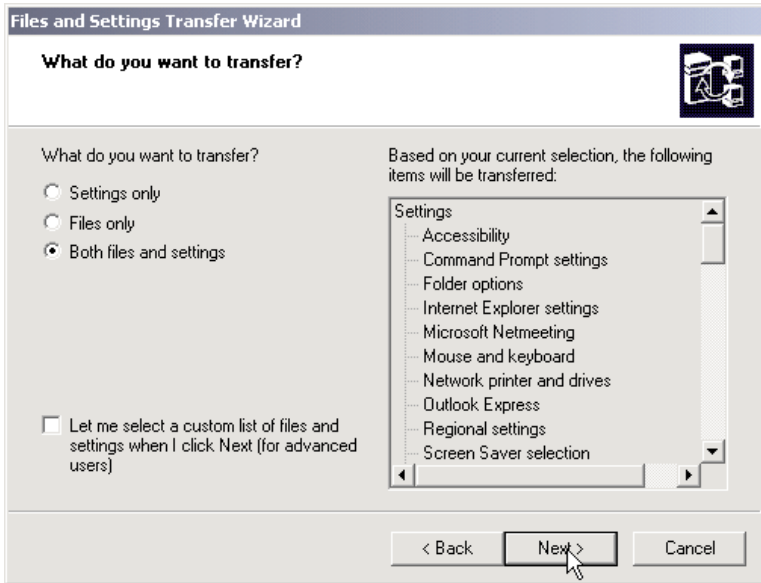 Files and Settings Transfer Wizard
What do you want to transfer?
What do you want to transfer?
Settings only
Files only
Both files and settings
Let me select a custom list of files and
settings when I click Next (for advanced
users)
Based on your current selection, the following
items will be transferred:
Settings
Accessibility
Command Prompt settings
Folder options
Internet Explorer settings
Microsoft Netmeeting
Mouse and keyboard
Network printer and drives
Outlook Express
Regional settings
Screen Saver selection
< Back
Next >
Cancel